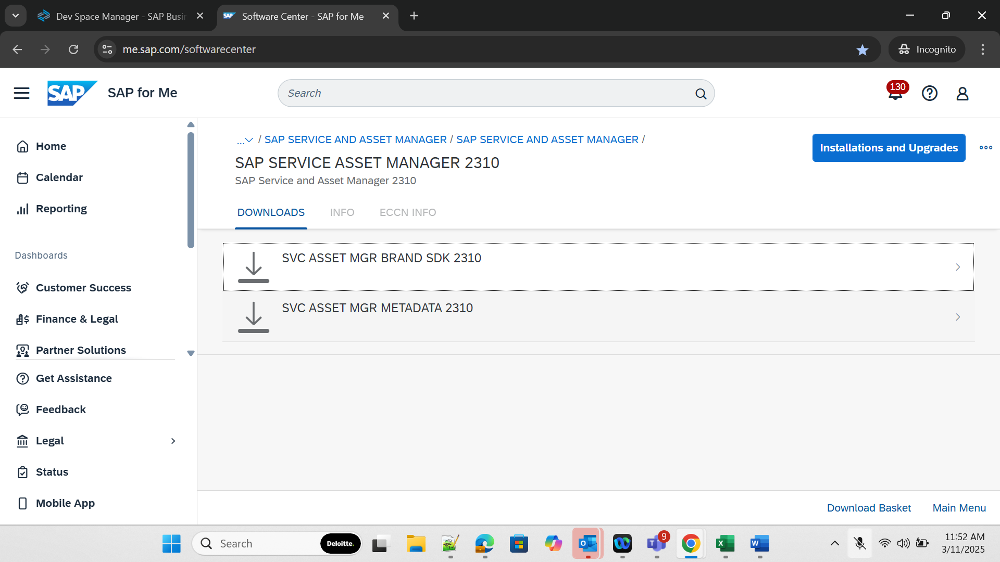 Dev Space Manager - SAP Busin
Software Center - SAP for Me
me.sap.com/softwarecenter
Incognito
SAP
SAP for Me
Search
130
Home
Calendar
Reporting
Dashboards
Customer Success
Finance & Legal
Partner Solutions
Get Assistance
Feedback
Legal
Status
Mobile App
... / SAP SERVICE AND ASSET MANAGER / SAP SERVICE AND ASSET MANAGER /
SAP SERVICE ASSET MANAGER 2310
SAP Service and Asset Manager 2310
Installations and Upgrades
DOWNLOADS INFO ECCN INFO
SVC ASSET MGR BRAND SDK 2310
SVC ASSET MGR METADATA 2310
Download Basket Main Menu
Search
Deloitte.
9
11:52 AM
3/11/2025